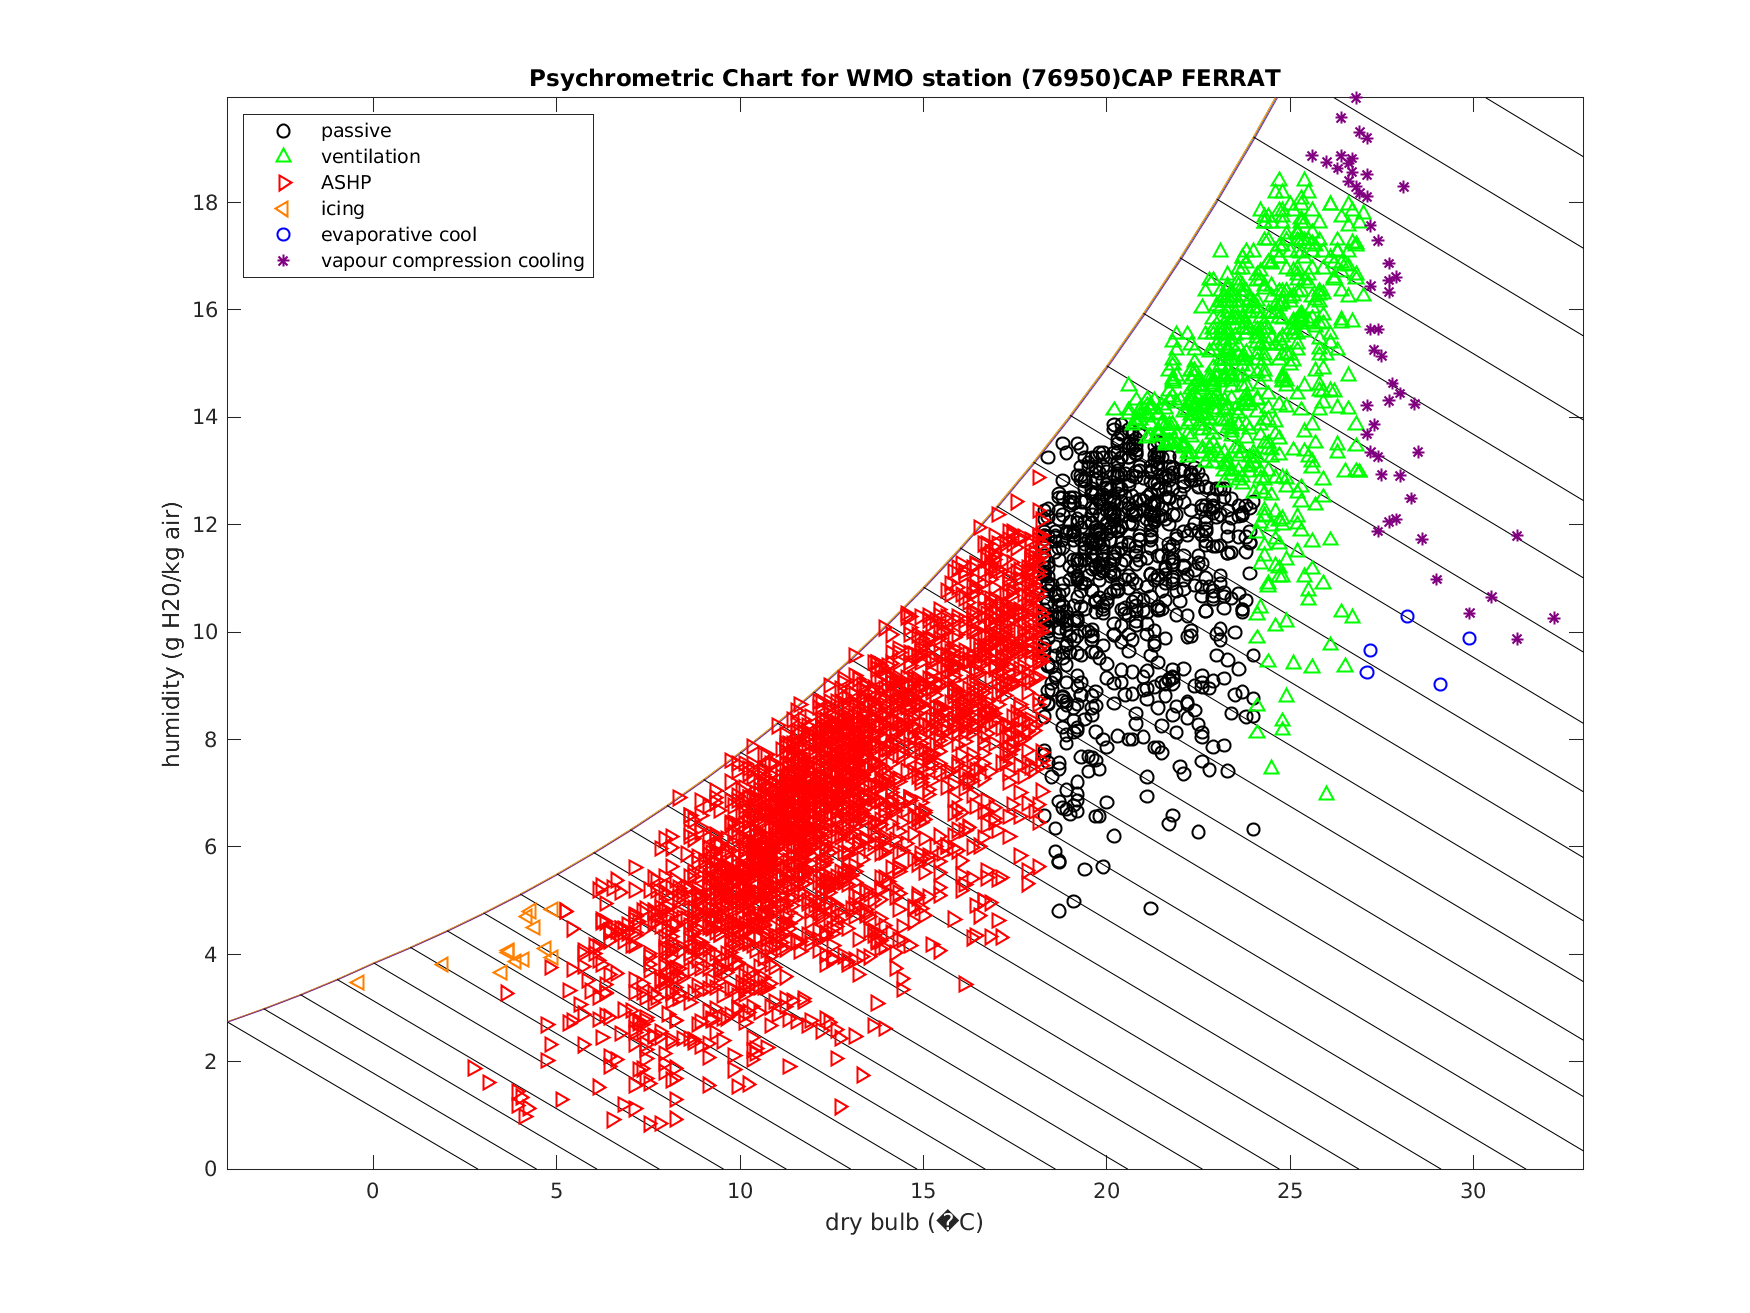 Psychrometric Chart for WMO station (76950)CAP FERRAT
passive
ventilation
ASHP
icing
evaporative cool
vapour compression cooling
humidity (g H20/kg air)
18
16
14
12
10
8
6
4
2
0
0 5 10 15 20 25 30
dry bulb (�C)